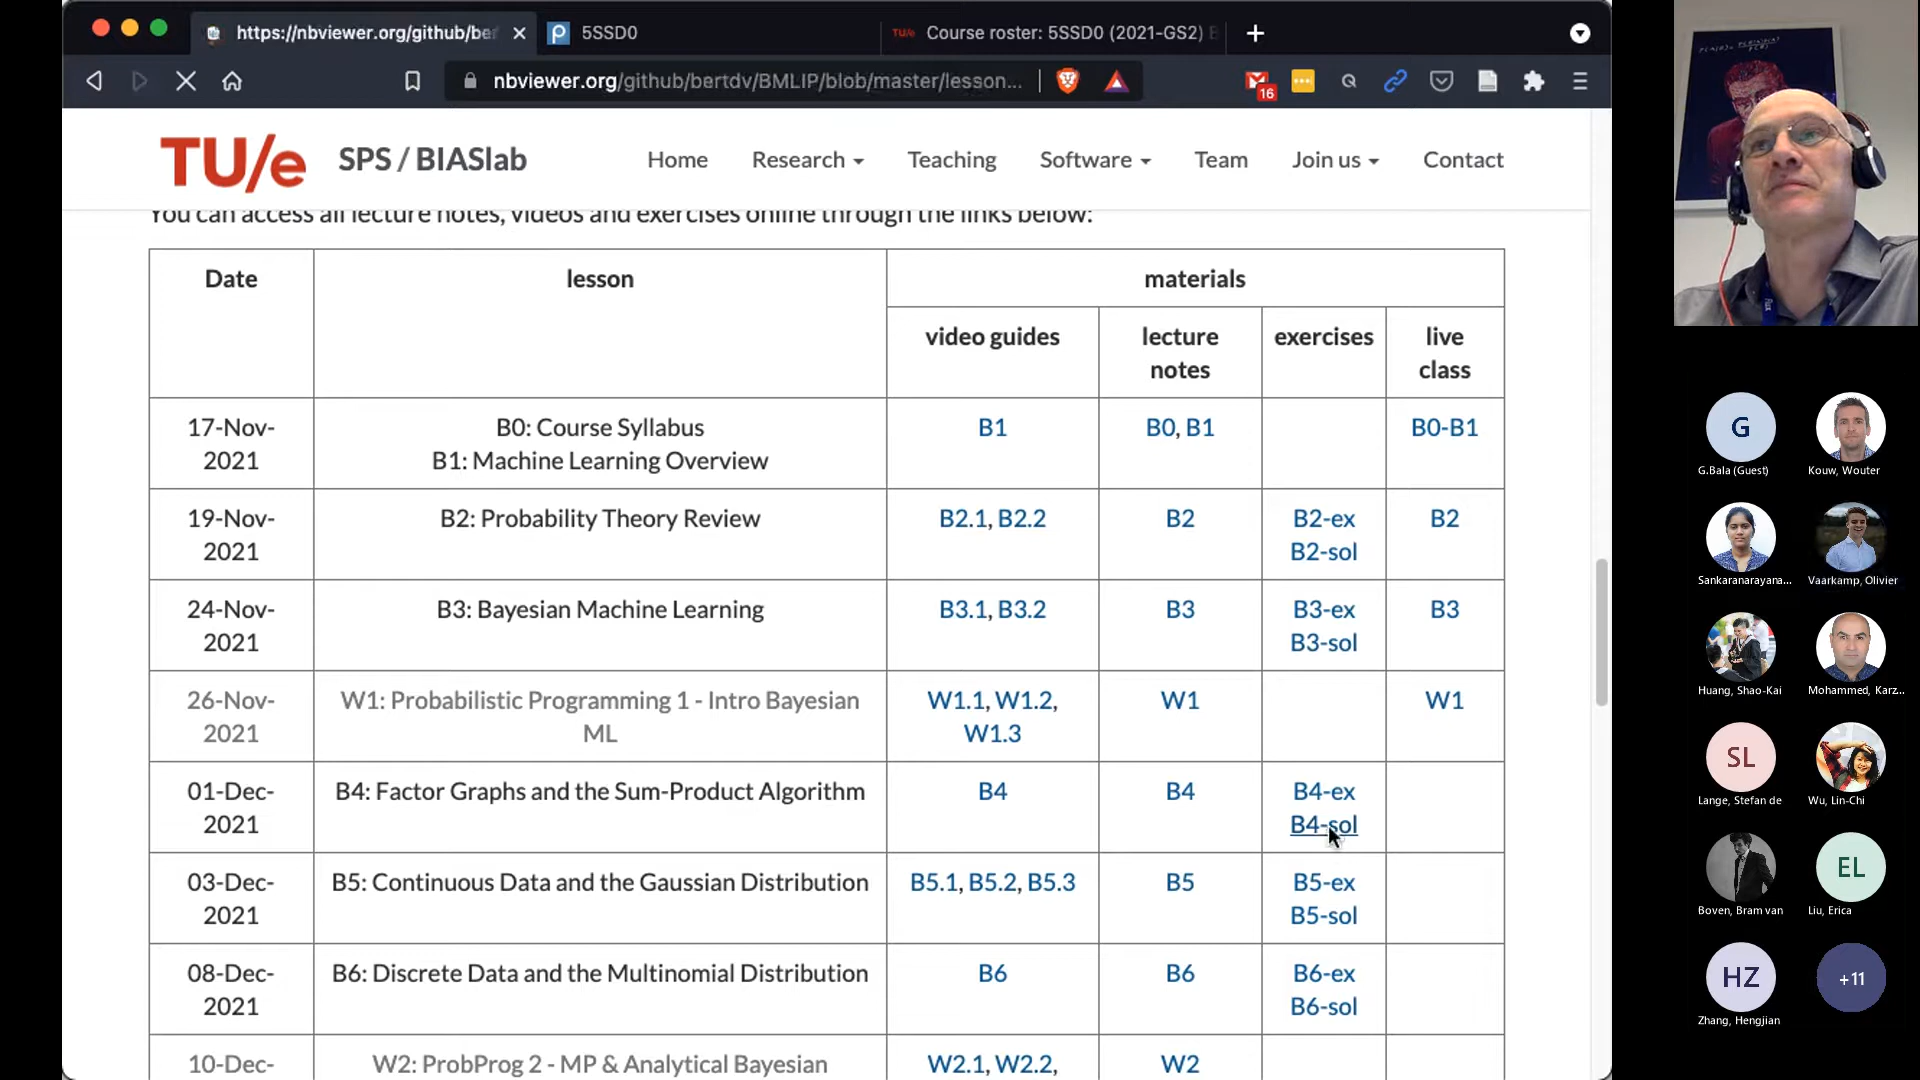 https://nbviewer.org/github/be
5SSD0
TU/e Course roster: 5SSD0 (2021-GS2)
nbviewer.org/github/bertdv/BMLIP/blob/master/lesson...
16
TU/e SPS / BIASlab
Home Research Teaching Software Team Join us Contact
You can access all lecture notes, videos and exercises online through the links below:
Date lesson materials
video guides lecture notes exercises live class
17-Nov-
2021
B0: Course Syllabus
B1: Machine Learning Overview
B1
B0, B1
B0-B1
19-Nov-
2021
B2: Probability Theory Review
B2.1, B2.2
B2
B2-ex
B2-sol
B2
24-Nov-
2021
B3: Bayesian Machine Learning
B3.1, B3.2
B3
B3-ex
B3-sol
B3
26-Nov-
2021
W1: Probabilistic Programming 1 - Intro Bayesian
ML
W1.1, W1.2,
W1.3
W1
W1
01-Dec-
2021
B4: Factor Graphs and the Sum-Product Algorithm
B4
B4
B4-ex
B4-sol
03-Dec-
2021
B5: Continuous Data and the Gaussian Distribution
B5.1, B5.2, B5.3
B5
B5-ex
B5-sol
08-Dec-
2021
B6: Discrete Data and the Multinomial Distribution
B6
B6
B6-ex
B6-sol
10-Dec-
W2: ProbProg 2 - MP & Analytical Bayesian
W2.1, W2.2,
W2
G
G.Bala (Guest)
Kouw, Wouter
Sankaranarayana...
Vaarkamp, Olivier
Huang, Shao-Kai
Mohammed, Karz...
SL
Lange, Stefan de
Wu, Lin-Chi
Boven, Bram van
EL
Liu, Erica
HZ
Zhang, Hengjian
+11